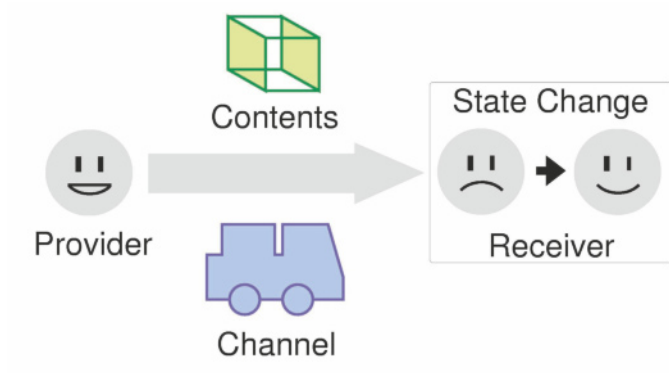 Contents
State Change
Provider
Receiver
Channel